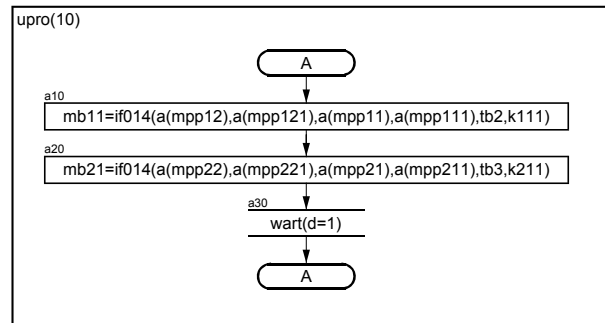 upro(10)
A
a10
mb11=if014(a(mpp12),a(mpp121),a(mpp11),a(mpp111),tb2,k111)
a20
mb21=if014(a(mpp22),a(mpp221),a(mpp21),a(mpp211),tb3,k211)
a30
wart(d=1)
A